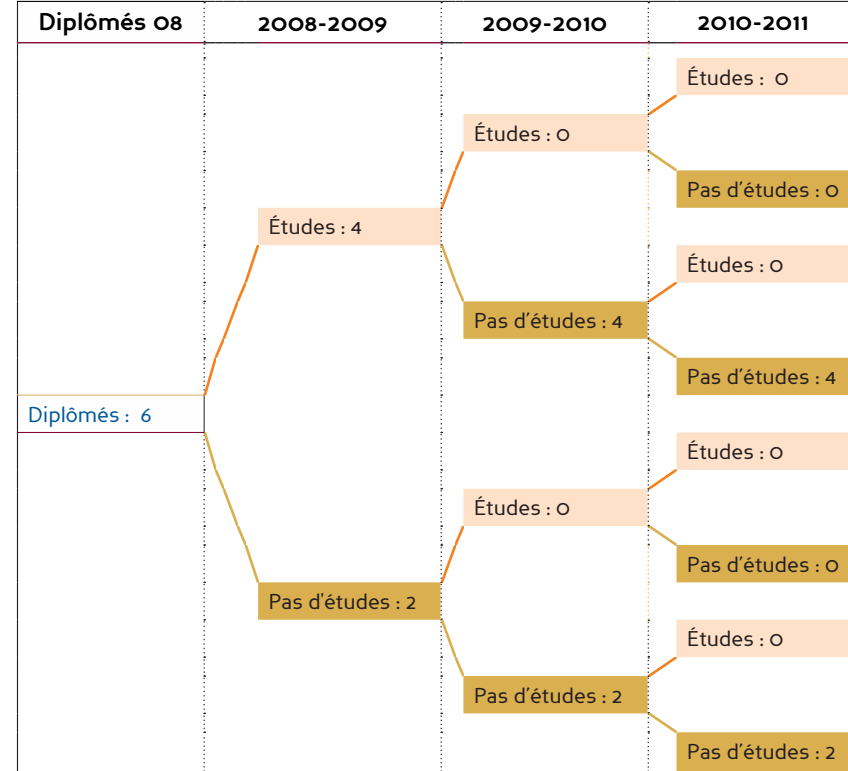 Diplômés 08 2008-2009 2009-2010 2010-2011
Études : 0
Études : 0
Pas d'études : 0
Études : 4
Études : 0
Pas d'études : 4
Pas d'études : 4
Diplômés : 6
Études : 0
Études : 0
Pas d'études : 0
Pas d'études : 2
Études : 0
Pas d'études : 2
Pas d'études : 2